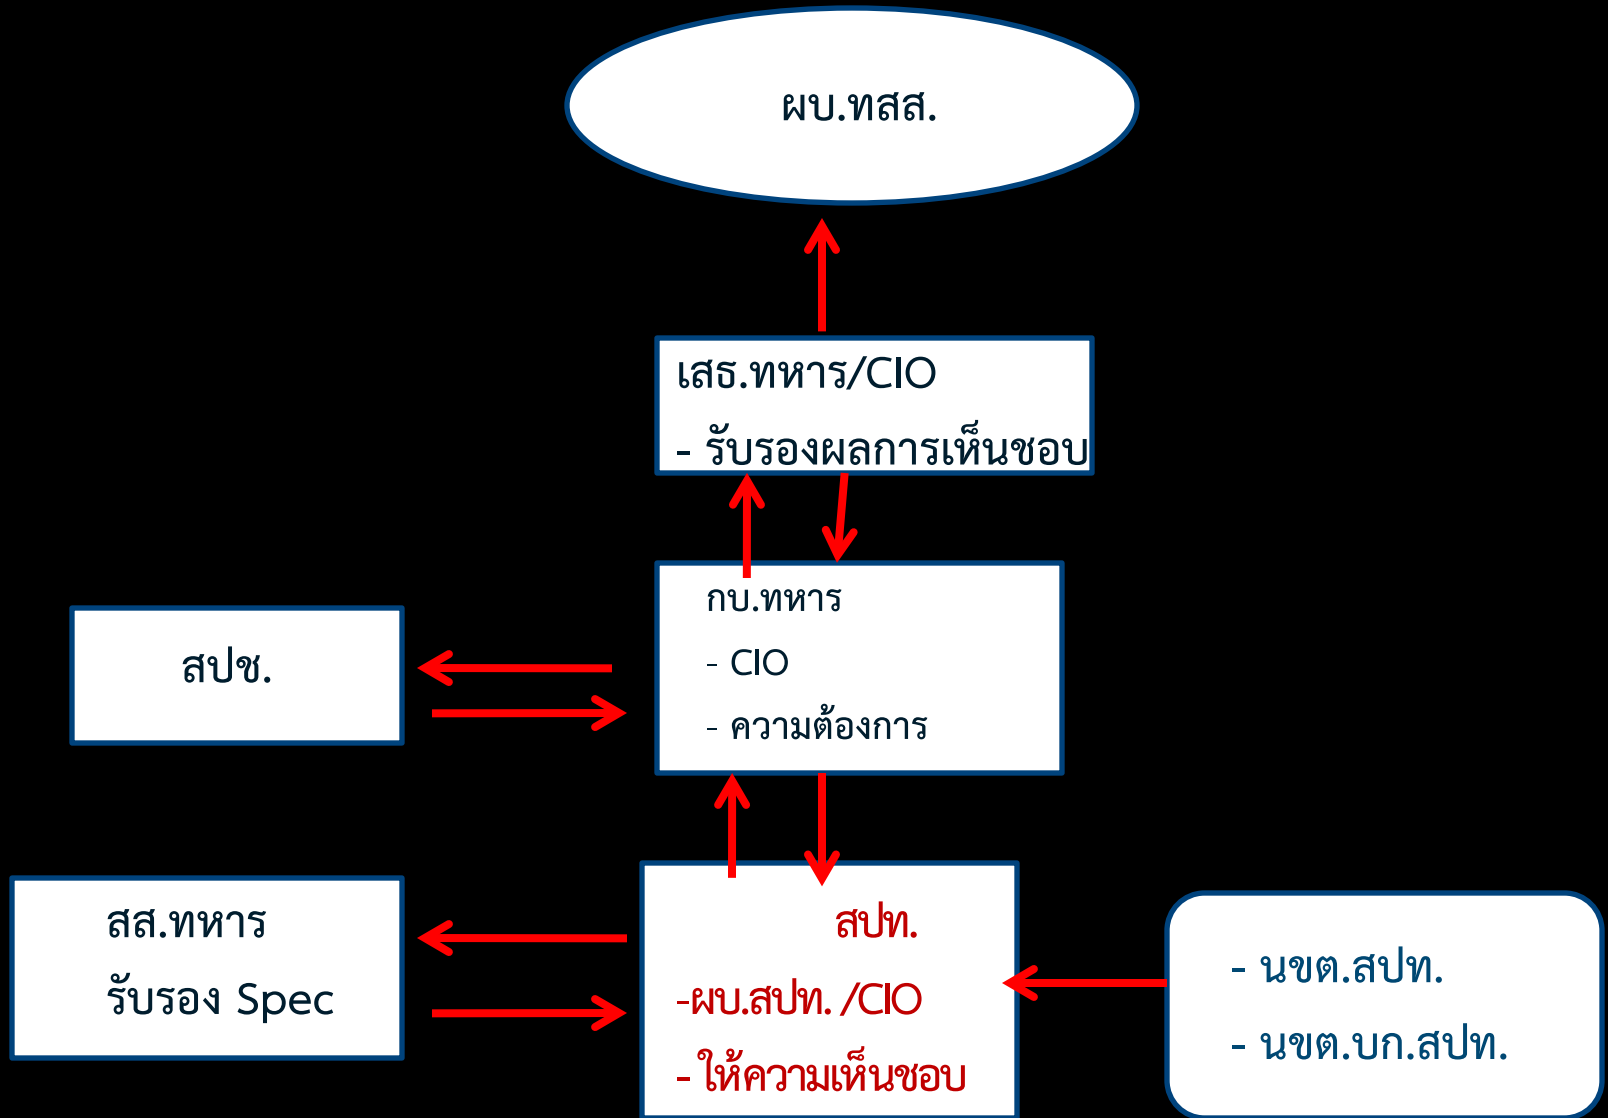 ผบ.ทสส.
เสธ.ทหาร/CIO
- รับรองผลการเห็นชอบ
กบ.ทหาร
- CIO
- ความต้องการ
สปช.
สส.ทหาร
รับรอง Spec
สปท.
-ผบ.สปท. /CIO
- ให้ความเห็นชอบ
- นขต.สปท.
- นขต.บก.สปท.